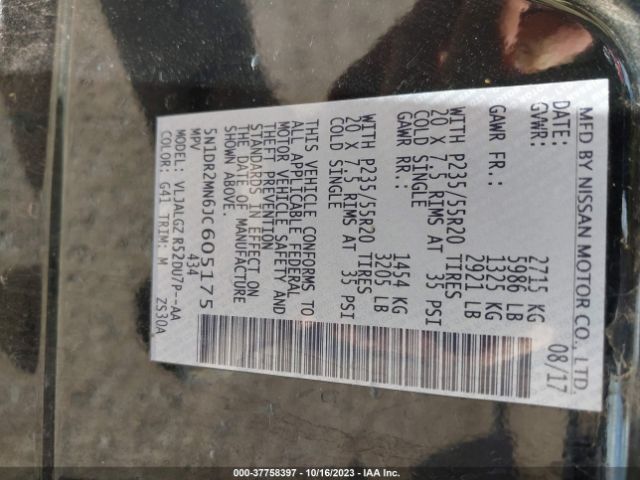 MFD BY NISSAN MOTOR CO., LTD.
DATE: 08/17
GVWR: 2715 KG
5986 LB
GAWR FR.: 1325 KG
2921 LB
WITH P235/55R20 TIRES
20 X 7.5 RIMS AT 35 PSI
COLD SINGLE
GAWR RR.: 1454 KG
3205 LB
WITH P235/55R20 TIRES
20 X 7.5 RIMS AT 35 PSI
COLD SINGLE
THIS VEHICLE CONFORMS TO
ALL APPLICABLE FEDERAL
MOTOR VEHICLE SAFETY AND
THEFT PREVENTION
STANDARDS IN EFFECT ON
THE DATE OF MANUFACTURE
SHOWN ABOVE.
5N1DR2MN6JC605175
MPV 434
MODEL: VLJALGZ R52DU7P--AA
COLOR: G41 TRIM: M ZS30A
000-37758397 - 10/16/2023 - IAA Inc.